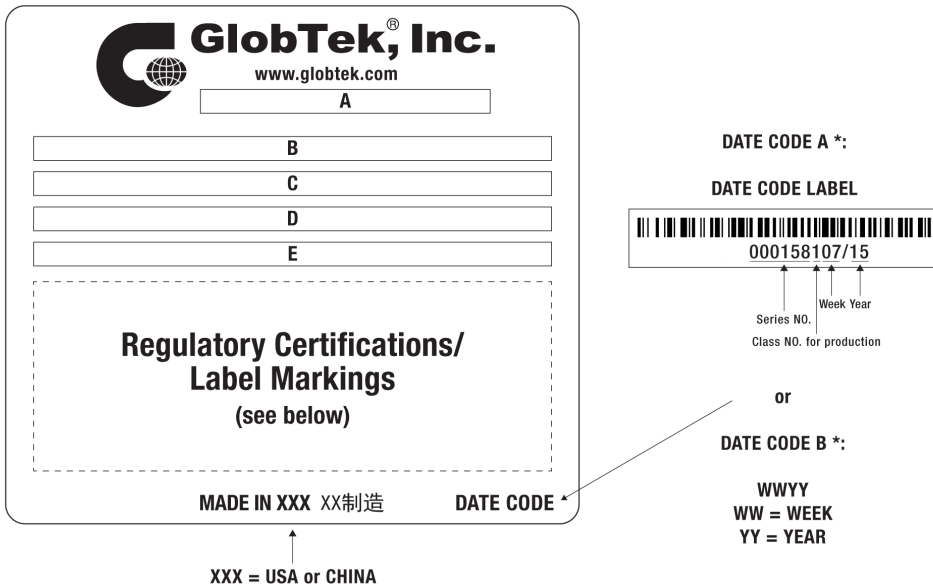 GlobTek,® Inc.
www.globtek.com
A
B
C
D
E
Regulatory Certifications/
Label Markings
(see below)
MADE IN XXX XX制造 DATE CODE
XXX = USA or CHINA
DATE CODE A *:
DATE CODE LABEL
000158107/15
Week Year
Series NO.
Class NO. for production
or
DATE CODE B *:
WWYY
WW = WEEK
YY = YEAR